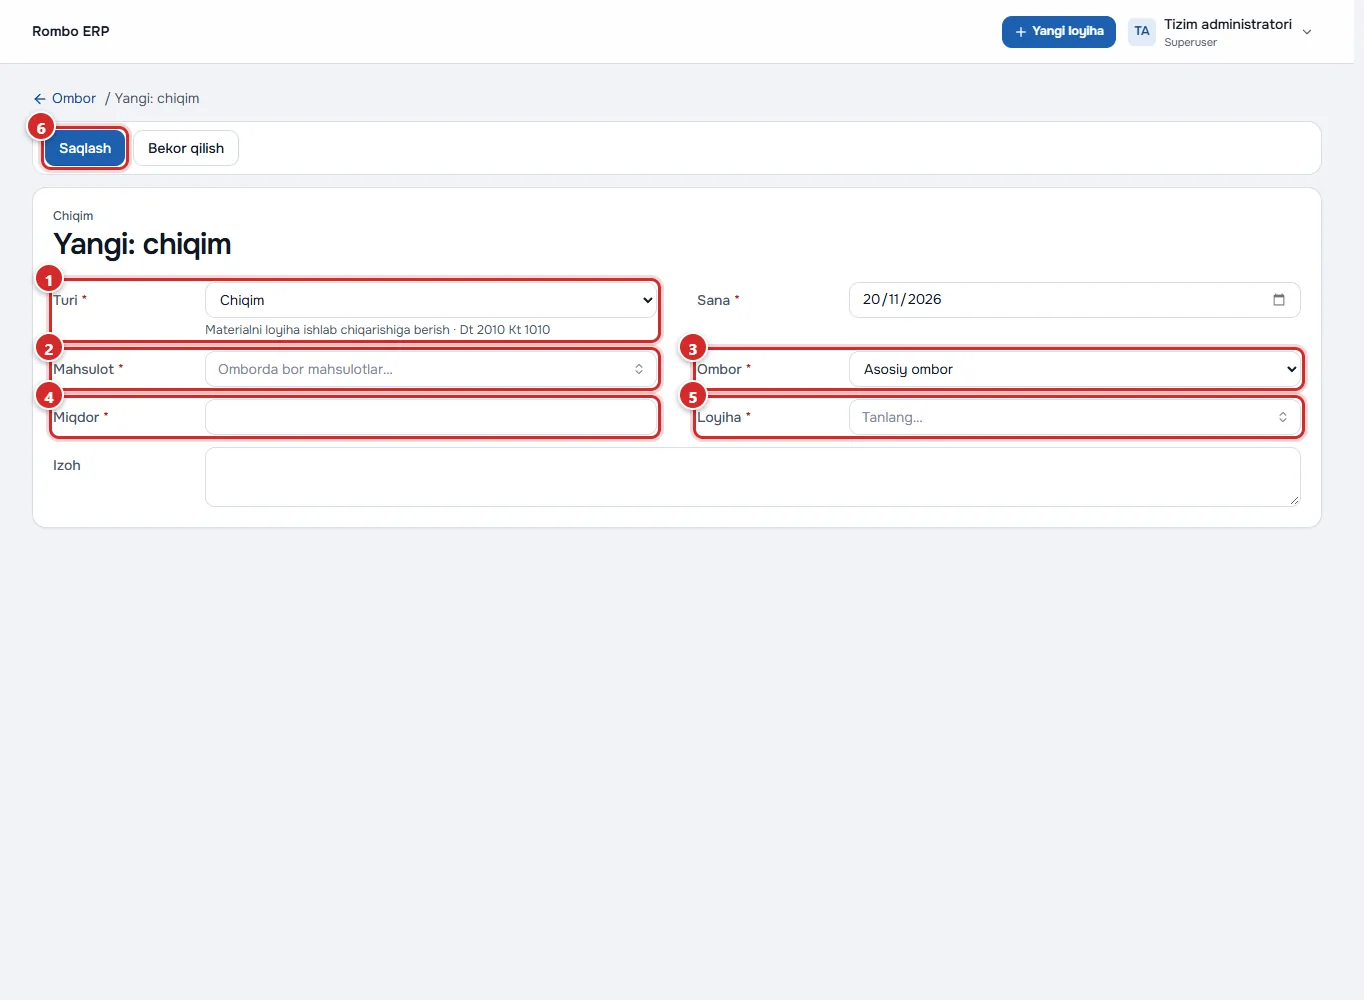 Rombo ERP
+ Yangi loyiha
TA
Tizim administratori
Superuser
← Ombor / Yangi: chiqim
6
Saqlash
Bekor qilish
Chiqim
Yangi: chiqim
1
Turi *
Chiqim
Sana *
20/11/2026
Materialni loyiha ishlab chiqarishiga berish · Dt 2010 Kt 1010
2
Mahsulot *
Omborda bor mahsulotlar...
3
Ombor *
Asosiy ombor
4
Miqdor *
5
Loyiha *
Tanlang...
Izoh